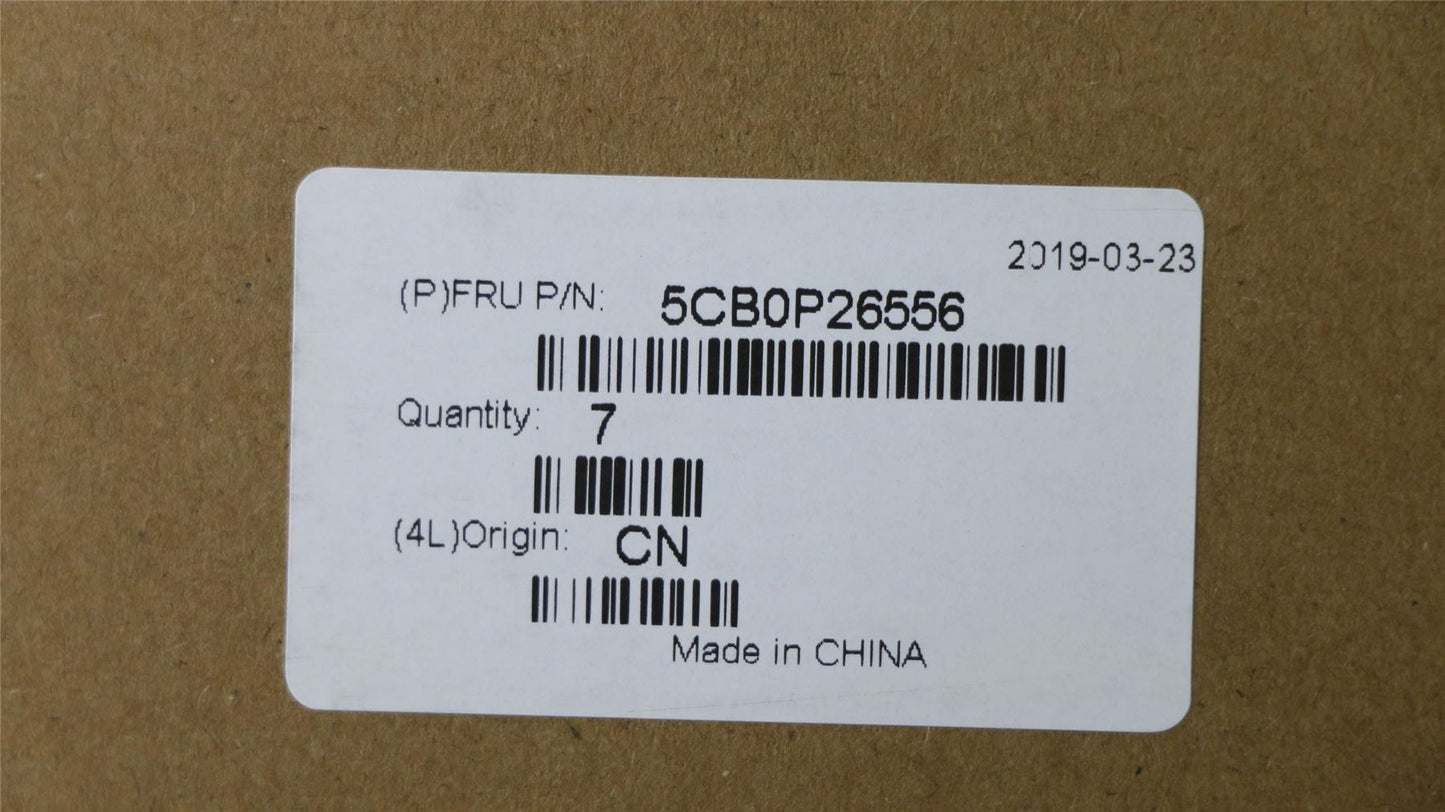 2019-03-23
(P)FRU P/N: 5CB0P26556
Quantity: 7
(4L)Origin: CN
Made in CHINA